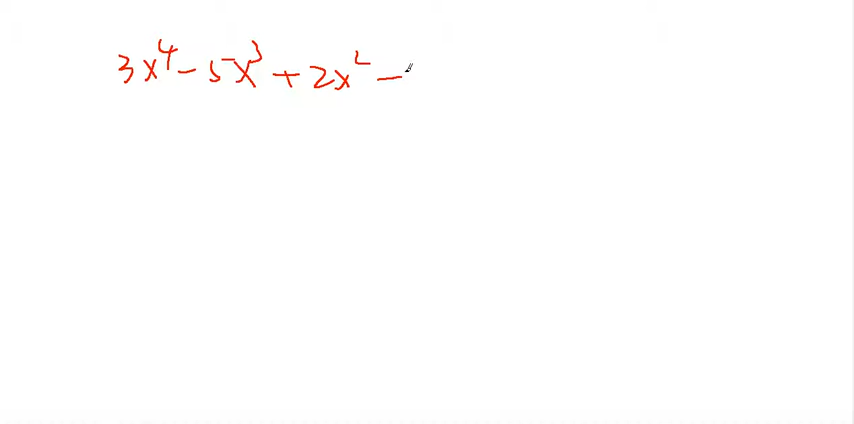 3x⁴ - 5x³ + 2x² -